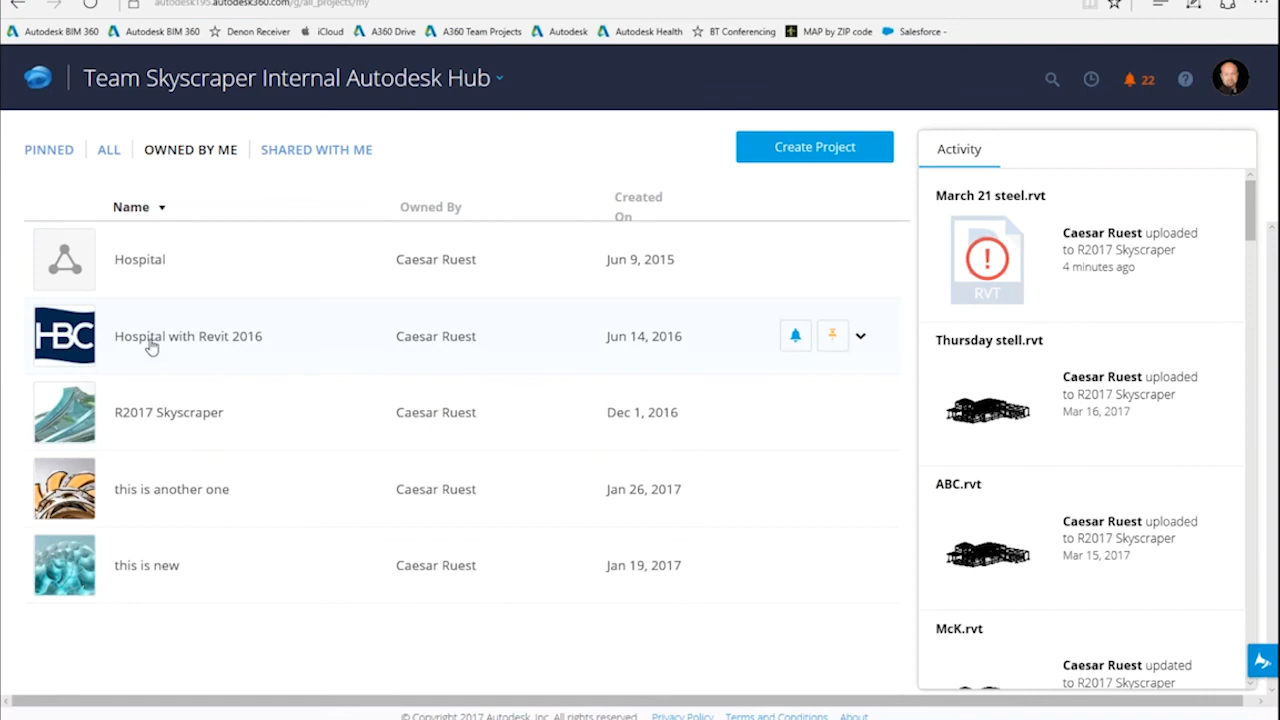 autodesk195.autodesk360.com/g/all_projects/my
Autodesk BIM 360 Autodesk BIM 360 Denon Receiver iCloud A360 Drive A360 Team Projects Autodesk Autodesk Health BT Conferencing MAP by ZIP code Salesforce -
Team Skyscraper Internal Autodesk Hub
22
PINNED ALL OWNED BY ME SHARED WITH ME
Create Project
Name Owned By Created
On
Hospital Caesar Ruest Jun 9, 2015
HBC Hospital with Revit 2016 Caesar Ruest Jun 14, 2016
R2017 Skyscraper Caesar Ruest Dec 1, 2016
this is another one Caesar Ruest Jan 26, 2017
this is new Caesar Ruest Jan 19, 2017
Activity
March 21 steel.rvt
RVT
Caesar Ruest uploaded
to R2017 Skyscraper
4 minutes ago
Thursday stell.rvt
Caesar Ruest uploaded
to R2017 Skyscraper
Mar 16, 2017
ABC.rvt
Caesar Ruest uploaded
to R2017 Skyscraper
Mar 15, 2017
McK.rvt
Caesar Ruest updated
to R2017 Skyscraper
© Copyright 2017 Autodesk, Inc. All rights reserved. Privacy Policy Terms and Conditions About